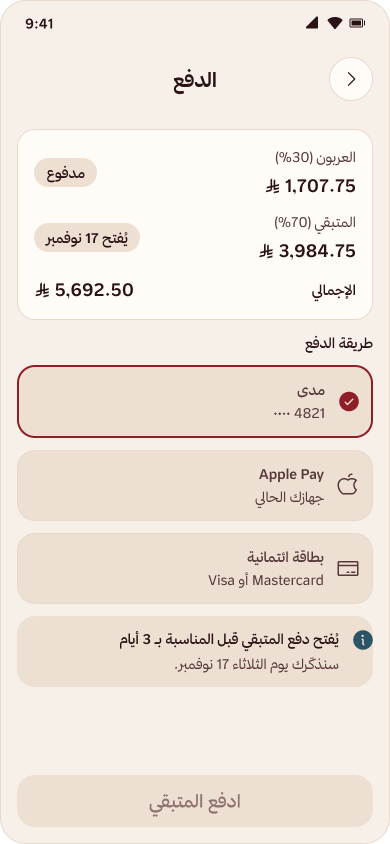 9:41
الدفع
العربون (30%)
1,707.75 ⃁
مدفوع
المتبقي (70%)
3,984.75 ⃁
يُفتح 17 نوفمبر
الإجمالي
5,692.50 ⃁
طريقة الدفع
مدى
•••• 4821
Apple Pay
جهازك الحالي
بطاقة ائتمانية
Visa أو Mastercard
يُفتح دفع المتبقي قبل المناسبة بـ 3 أيام
سنذكّرك يوم الثلاثاء 17 نوفمبر.
ادفع المتبقي